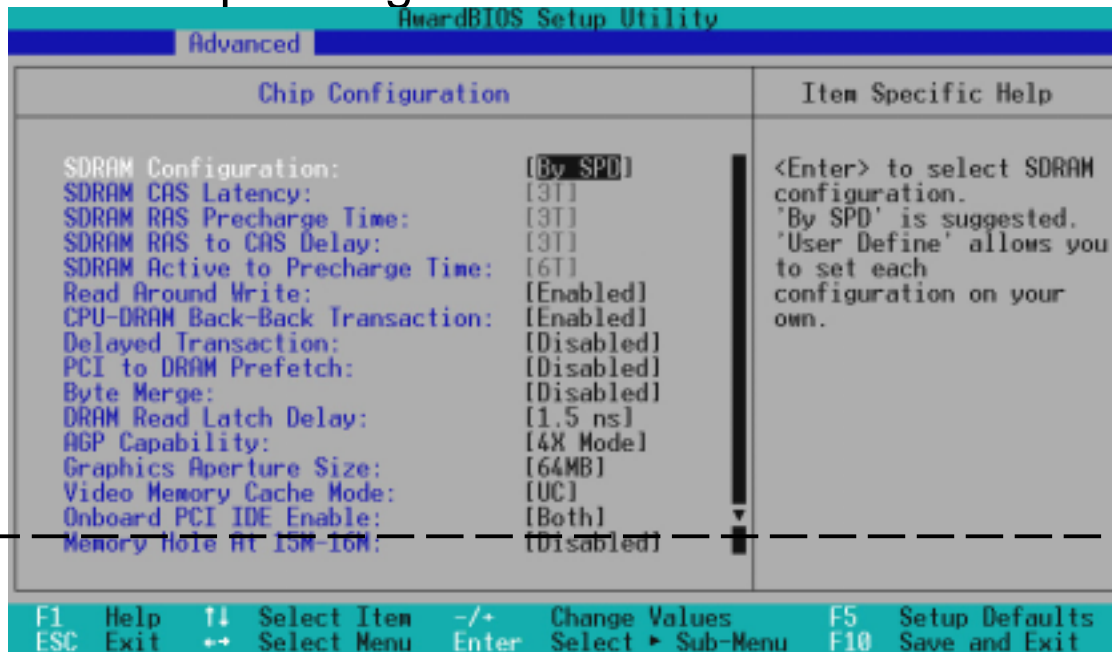 AwardBIOS Setup Utility
Advanced
Chip Configuration
Item Specific Help
SDRAM Configuration: [By SPD]
SDRAM CAS Latency: [3T]
SDRAM RAS Precharge Time: [3T]
SDRAM RAS to CAS Delay: [3T]
SDRAM Active to Precharge Time: [6T]
Read Around Write: [Enabled]
CPU-DRAM Back-Back Transaction: [Enabled]
Delayed Transaction: [Disabled]
PCI to DRAM Prefetch: [Disabled]
Byte Merge: [Disabled]
DRAM Read Latch Delay: [1.5 ns]
AGP Capability: [4X Mode]
Graphics Aperture Size: [64MB]
Video Memory Cache Mode: [UC]
Onboard PCI IDE Enable: [Both]
Memory Hole At 15M-16M: [Disabled]
<Enter> to select SDRAM
configuration.
'By SPD' is suggested.
'User Define' allows you
to set each
configuration on your
own.
F1 Help ↑↓ Select Item -/+ Change Values F5 Setup Defaults
ESC Exit ←→ Select Menu Enter Select ► Sub-Menu F10 Save and Exit